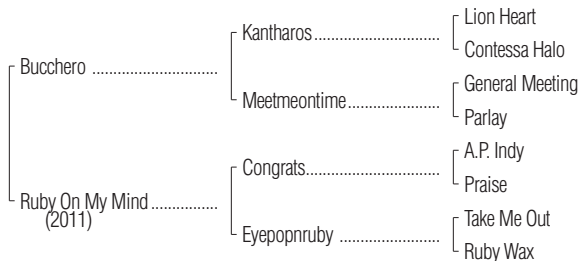 Lion Heart
Kantharos
Contessa Halo
Bucchero
General Meeting
Meetmeontime
Parlay
A.P. Indy
Congrats
Praise
Ruby On My Mind
(2011)
Take Me Out
Eyepopnruby
Ruby Wax